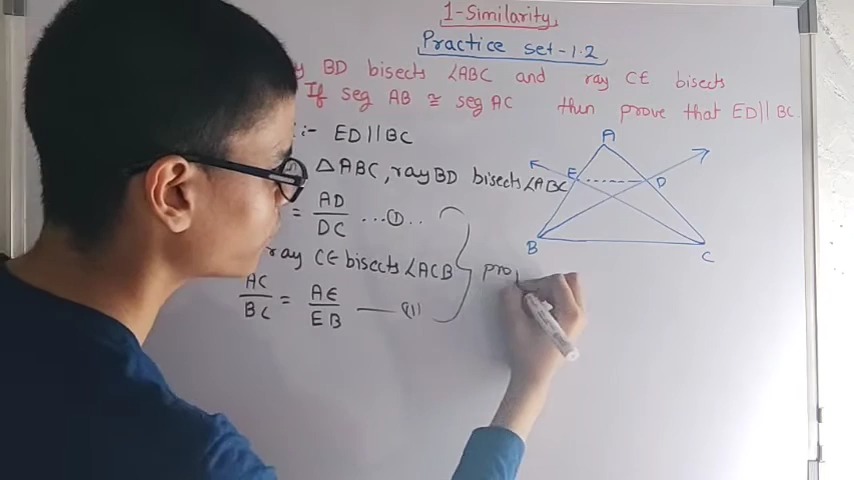 1-Similarity
Practice set-1.2
BD bisects ∠ABC and ray CE bisects
If seg AB ≅ seg AC then prove that ED||BC.
:- ED||BC
△ABC, ray BD bisects ∠ABC
= AD/DC ...①..
ray CE bisects ∠ACB
AC/BC = AE/EB —— (II)
pro
A
E
D
B
C